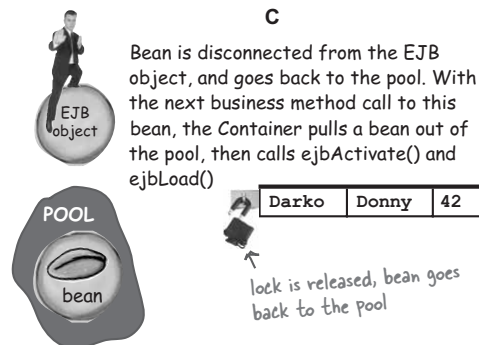 C
Bean is disconnected from the EJB
object, and goes back to the pool. With
the next business method call to this
bean, the Container pulls a bean out of
the pool, then calls ejbActivate() and
ejbLoad()
EJB
object
Darko Donny 42
POOL
bean
lock is released, bean goes
back to the pool